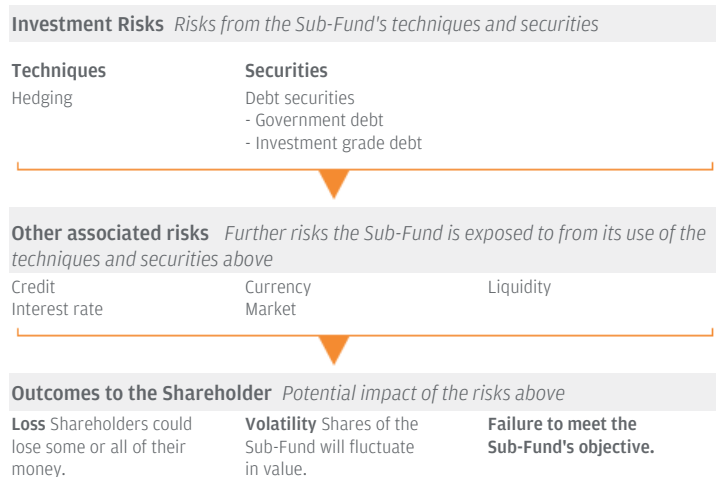 Investment Risks Risks from the Sub-Fund's techniques and securities
Techniques
Hedging
Securities
Debt securities
- Government debt
- Investment grade debt
Other associated risks Further risks the Sub-Fund is exposed to from its use of the
techniques and securities above
Credit
Interest rate
Currency
Market
Liquidity
Outcomes to the Shareholder Potential impact of the risks above
Loss Shareholders could
lose some or all of their
money.
Volatility Shares of the
Sub-Fund will fluctuate
in value.
Failure to meet the
Sub-Fund's objective.